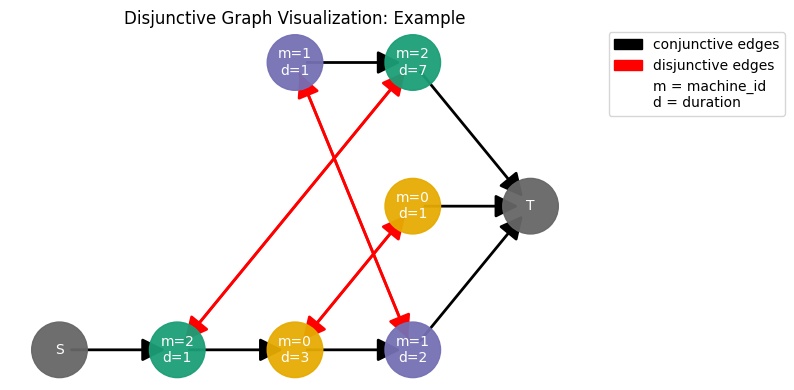 Disjunctive Graph Visualization: Example
conjunctive edges
disjunctive edges
m = machine_id
d = duration
m=1
d=1
m=2
d=7
m=0
d=1
T
S
m=2
d=1
m=0
d=3
m=1
d=2